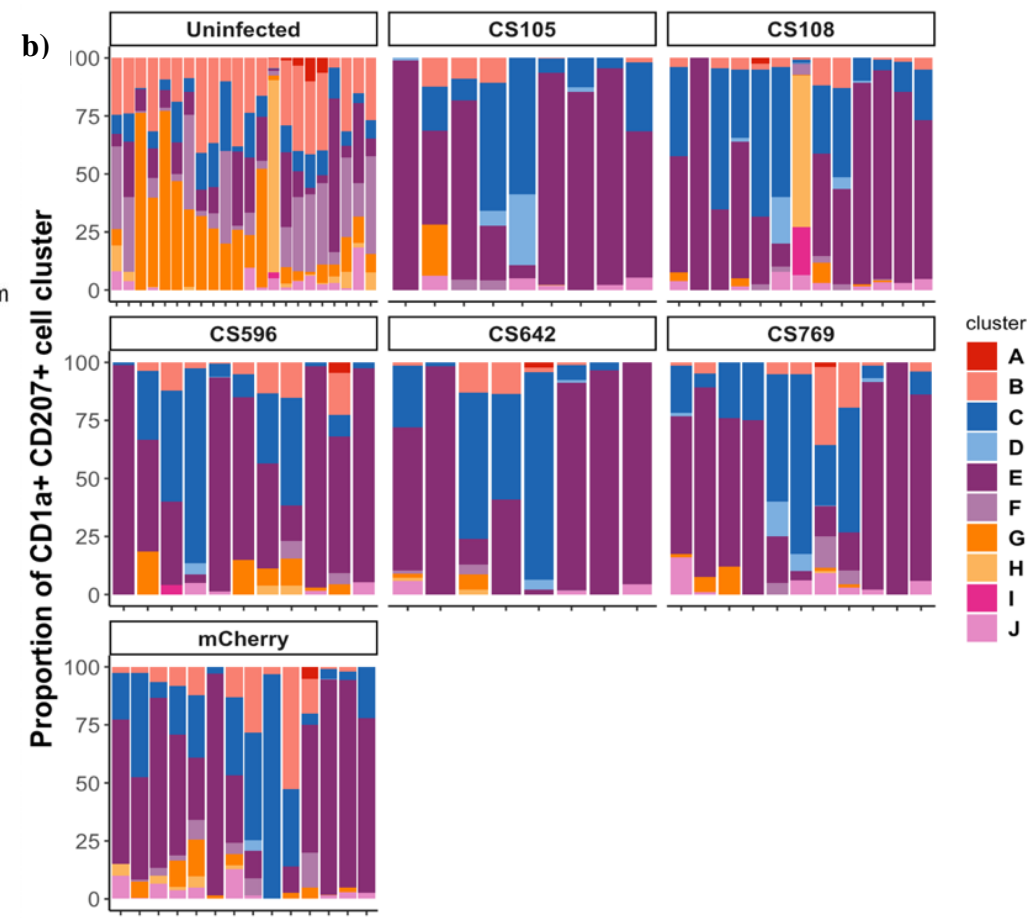 b)
Uninfected
CS105
CS108
100
75
50
25
0
m
Proportion of CD1a+ CD207+ cell cluster
CS596
CS642
CS769
100
75
50
25
0
cluster
A
B
C
D
E
F
G
H
I
J
mCherry
100
75
50
25
0